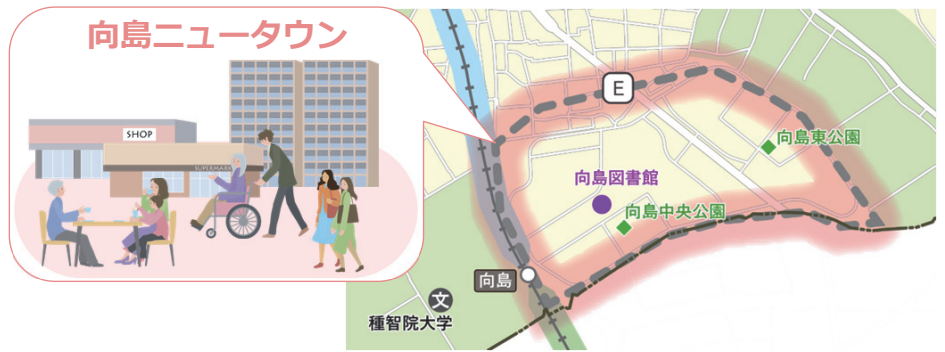 向島ニュータウン
SHOP
SUPERMARK
E
向島東公園
向島図書館
向島中央公園
向島
文
種智院大学